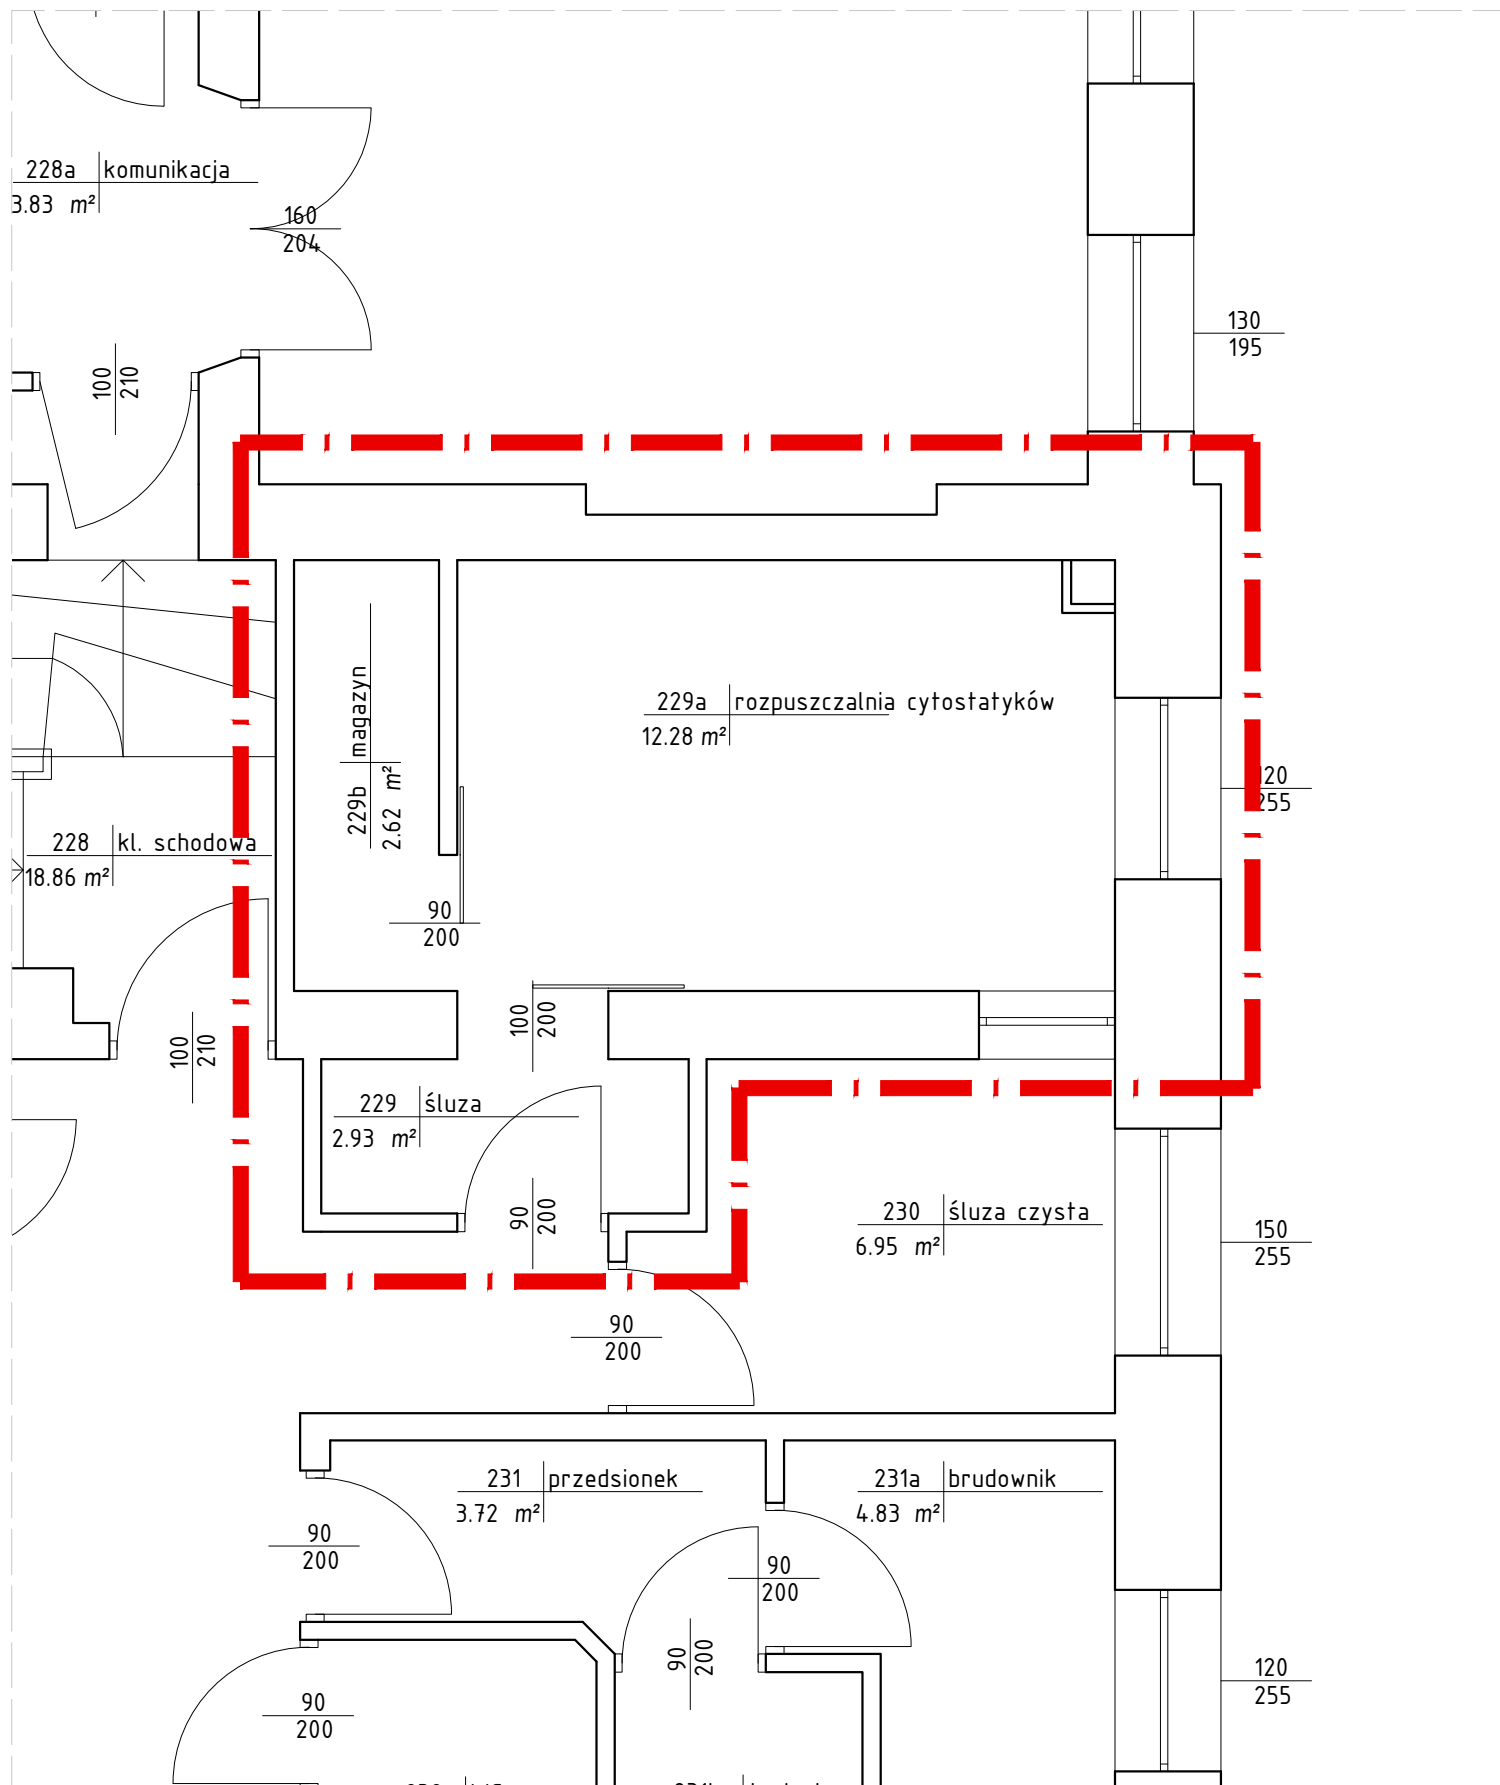 228a komunikacja
3.83 m²
160
204
130
195
100
210
229a rozpuszczalnia cytostatyków
12.28 m²
229b magazyn
2.62 m²
120
255
228 kl. schodowa
18.86 m²
90
200
100
200
100
210
229 śluza
2.93 m²
90
200
230 śluza czysta
6.95 m²
150
255
90
200
231 przedsionek
3.72 m²
231a brudownik
4.83 m²
90
200
90
200
90
200
120
255
90
200